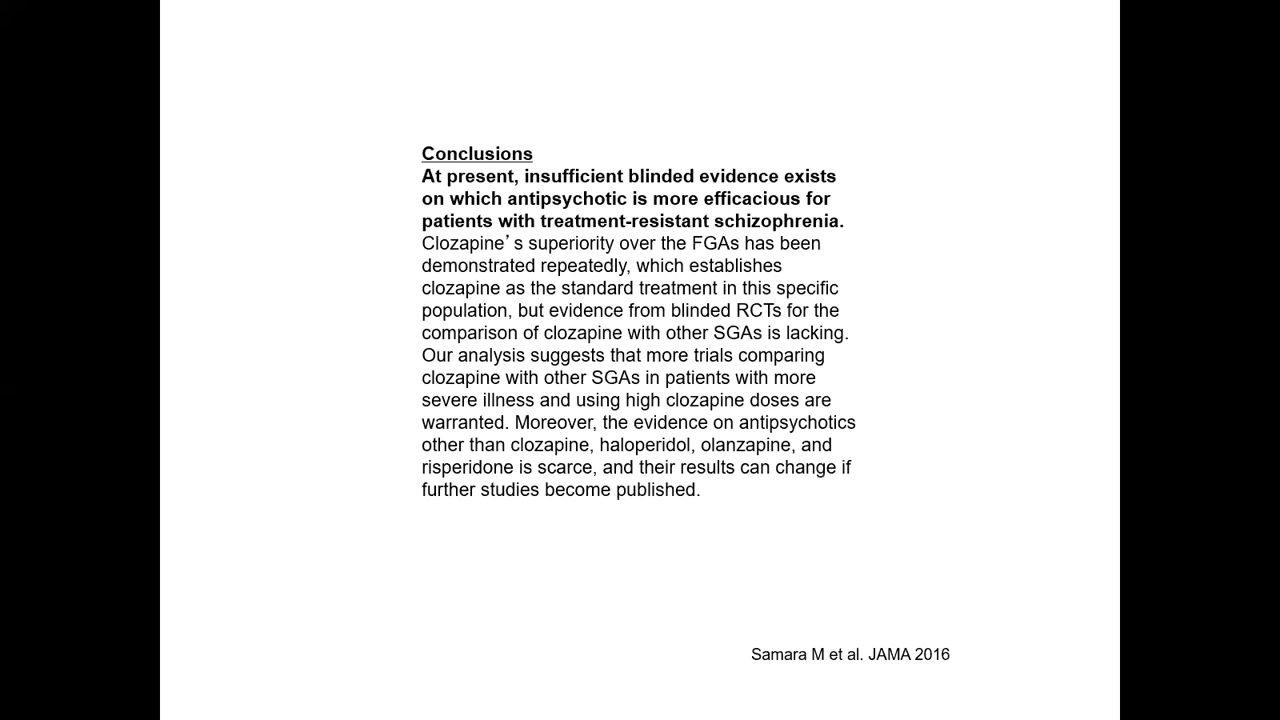 Conclusions
At present, insufficient blinded evidence exists
on which antipsychotic is more efficacious for
patients with treatment-resistant schizophrenia.
Clozapine’s superiority over the FGAs has been
demonstrated repeatedly, which establishes
clozapine as the standard treatment in this specific
population, but evidence from blinded RCTs for the
comparison of clozapine with other SGAs is lacking.
Our analysis suggests that more trials comparing
clozapine with other SGAs in patients with more
severe illness and using high clozapine doses are
warranted. Moreover, the evidence on antipsychotics
other than clozapine, haloperidol, olanzapine, and
risperidone is scarce, and their results can change if
further studies become published.
Samara M et al. JAMA 2016